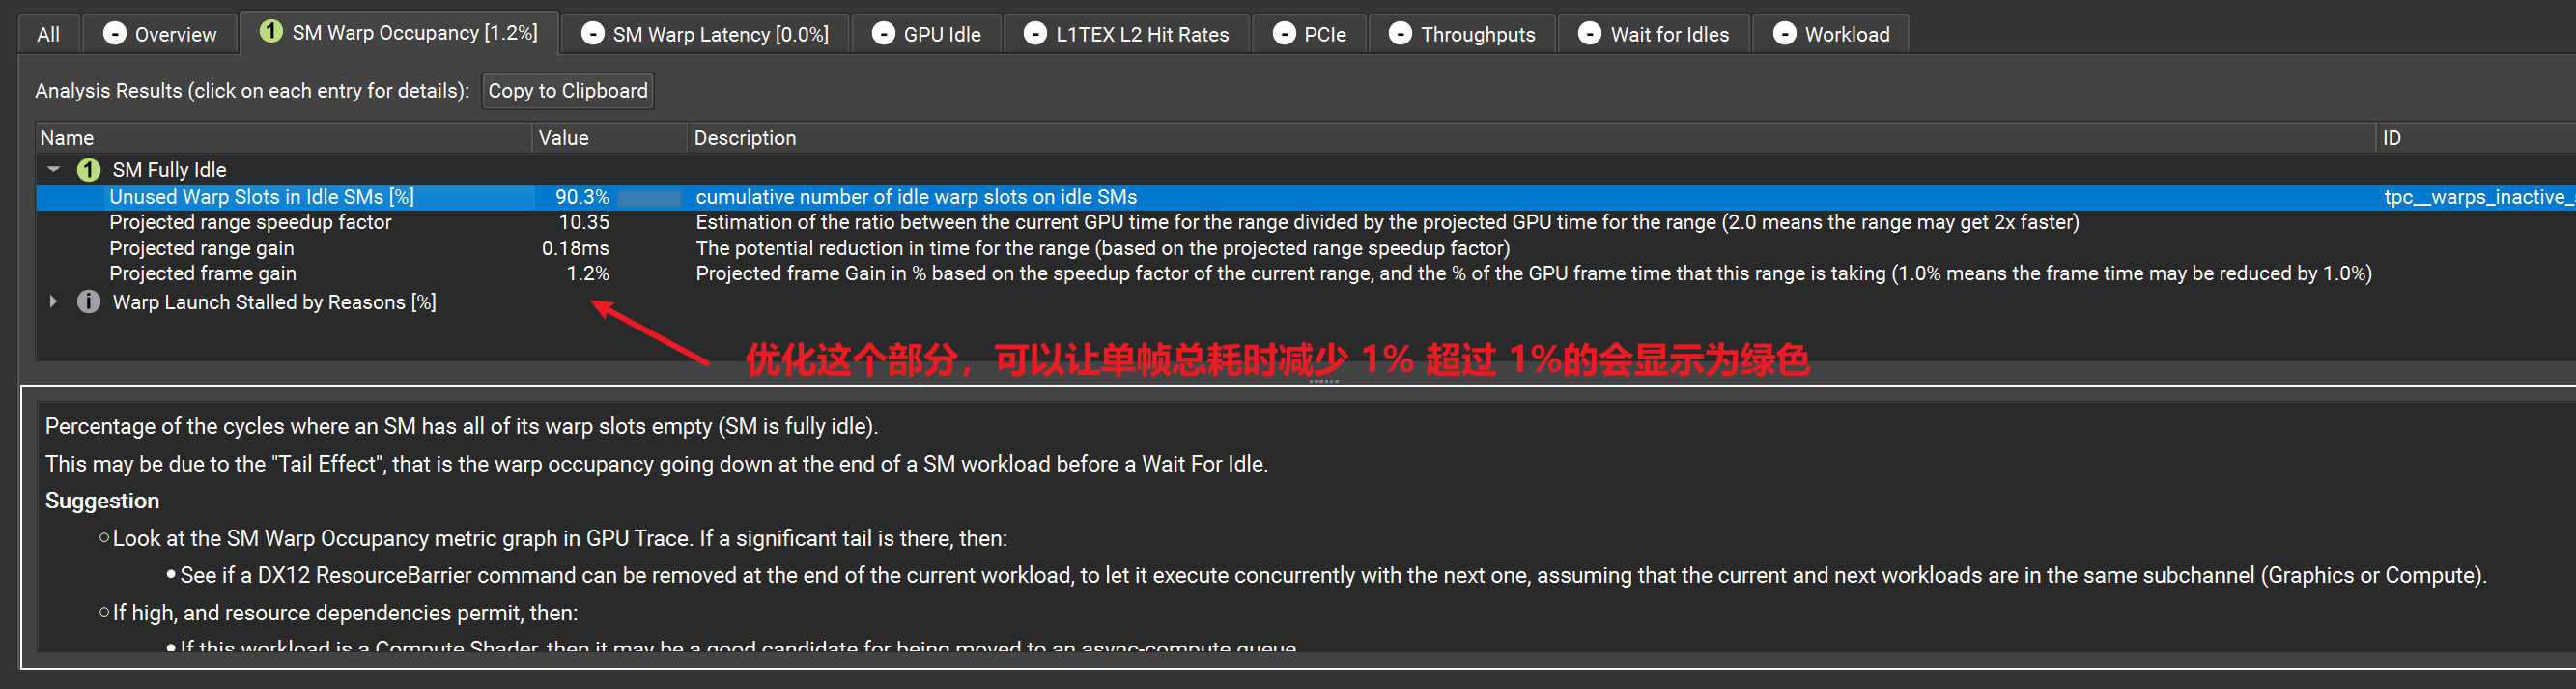 All - Overview 1 SM Warp Occupancy [1.2%] - SM Warp Latency [0.0%] - GPU Idle - L1TEX L2 Hit Rates - PCIe - Throughputs - Wait for Idles - Workload
Analysis Results (click on each entry for details): Copy to Clipboard
Name Value Description ID
1 SM Fully Idle
Unused Warp Slots in Idle SMs [%] 90.3% cumulative number of idle warp slots on idle SMs tpc__warps_inactive_
Projected range speedup factor 10.35 Estimation of the ratio between the current GPU time for the range divided by the projected GPU time for the range (2.0 means the range may get 2x faster)
Projected range gain 0.18ms The potential reduction in time for the range (based on the projected range speedup factor)
Projected frame gain 1.2% Projected frame Gain in % based on the speedup factor of the current range, and the % of the GPU frame time that this range is taking (1.0% means the frame time may be reduced by 1.0%)
i Warp Launch Stalled by Reasons [%]
优化这个部分，可以让单帧总耗时减少 1% 超过 1%的会显示为绿色
Percentage of the cycles where an SM has all of its warp slots empty (SM is fully idle).
This may be due to the "Tail Effect", that is the warp occupancy going down at the end of a SM workload before a Wait For Idle.
Suggestion
Look at the SM Warp Occupancy metric graph in GPU Trace. If a significant tail is there, then:
See if a DX12 ResourceBarrier command can be removed at the end of the current workload, to let it execute concurrently with the next one, assuming that the current and next workloads are in the same subchannel (Graphics or Compute).
If high, and resource dependencies permit, then:
If this workload is a Compute Shader, then it may be a good candidate for being moved to an async-compute queue